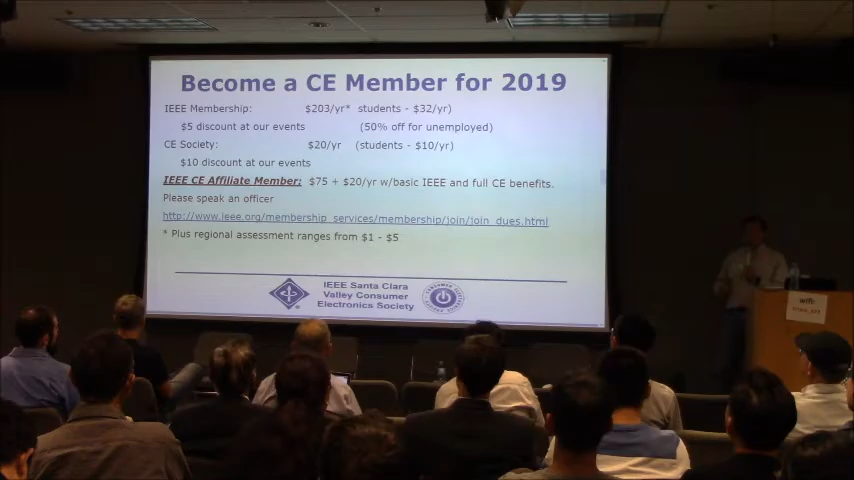 Become a CE Member for 2019
IEEE Membership: $203/yr* students - $32/yr)
$5 discount at our events (50% off for unemployed)
CE Society: $20/yr (students - $10/yr)
$10 discount at our events
IEEE CE Affiliate Member: $75 + $20/yr w/basic IEEE and full CE benefits.
Please speak an officer
http://www.ieee.org/membership_services/membership/join/join_dues.html
* Plus regional assessment ranges from $1 - $5
IEEE Santa Clara
Valley Consumer
Electronics Society
wifi: